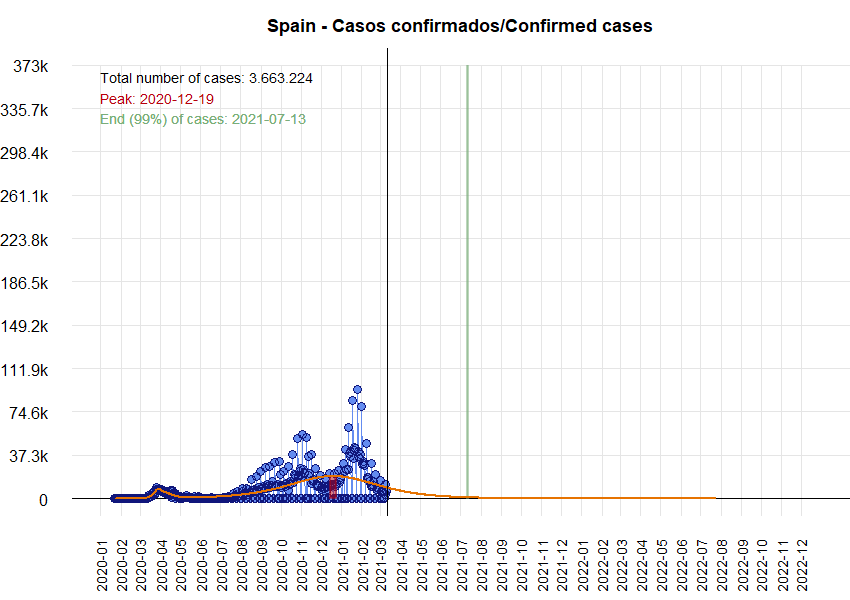 Spain - Casos confirmados/Confirmed cases
373k
Total number of cases: 3.663.224
Peak: 2020-12-19
335.7k
End (99%) of cases: 2021-07-13
298.4k
261.1k
223.8k
186.5k
149.2k
111.9k
74.6k
37.3k
0
2020-01
2020-02
2020-03
2020-04
2020-05
2020-06
2020-07
2020-08
2020-09
2020-10
2020-11
2020-12
2021-01
2021-02
2021-03
2021-04
2021-05
2021-06
2021-07
2021-08
2021-09
2021-10
2021-11
2021-12
2022-01
2022-02
2022-03
2022-04
2022-05
2022-06
2022-07
2022-08
2022-09
2022-10
2022-11
2022-12